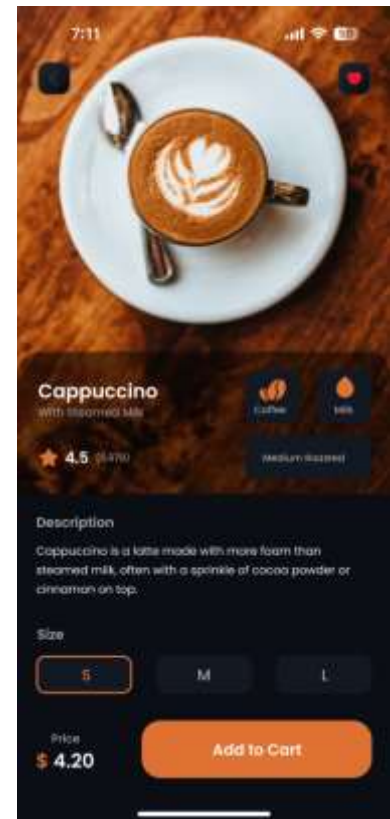 7:11
Cappuccino
With Steamed Milk
Coffee
Milk
4.5
Medium Roasted
Description
Cappuccino is a latte made with more foam than
steamed milk, often with a sprinkle of cocoa powder or
cinnamon on top.
Size
S
M
L
Price
$ 4.20
Add to Cart